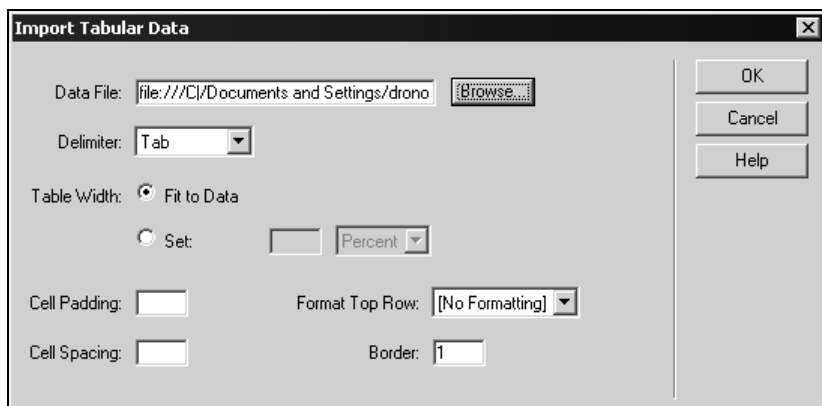 Import Tabular Data
Data File: file:///C|/Documents and Settings/drono Browse... OK
Delimiter: Tab Cancel
Help
Table Width: Fit to Data
Set: Percent
Cell Padding: Format Top Row: [No Formatting]
Cell Spacing: Border: 1